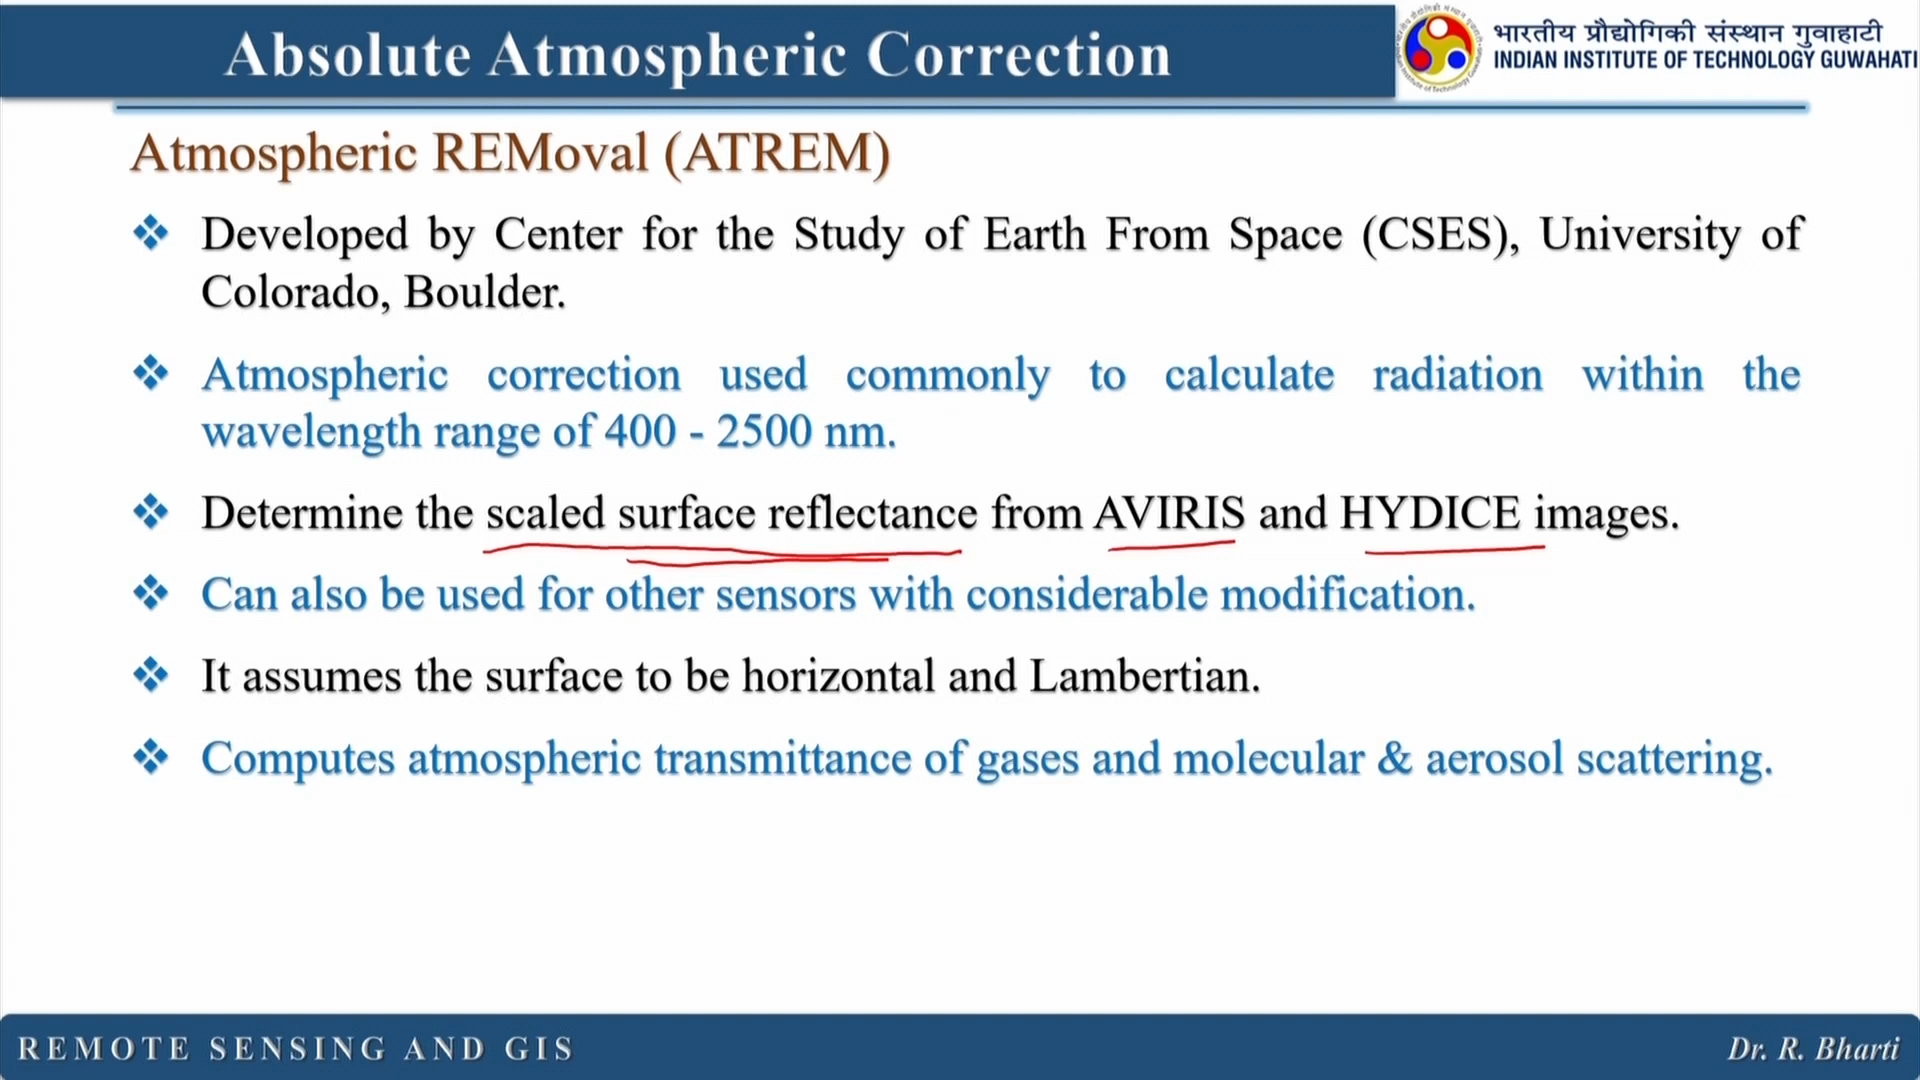 Absolute Atmospheric Correction
भारतीय प्रौद्योगिकी संस्थान गुवाहाटी
INDIAN INSTITUTE OF TECHNOLOGY GUWAHATI
Atmospheric REMoval (ATREM)
Developed by Center for the Study of Earth From Space (CSES), University of
Colorado, Boulder.
Atmospheric correction used commonly to calculate radiation within the
wavelength range of 400 - 2500 nm.
Determine the scaled surface reflectance from AVIRIS and HYDICE images.
Can also be used for other sensors with considerable modification.
It assumes the surface to be horizontal and Lambertian.
Computes atmospheric transmittance of gases and molecular & aerosol scattering.
REMOTE SENSING AND GIS
Dr. R. Bharti